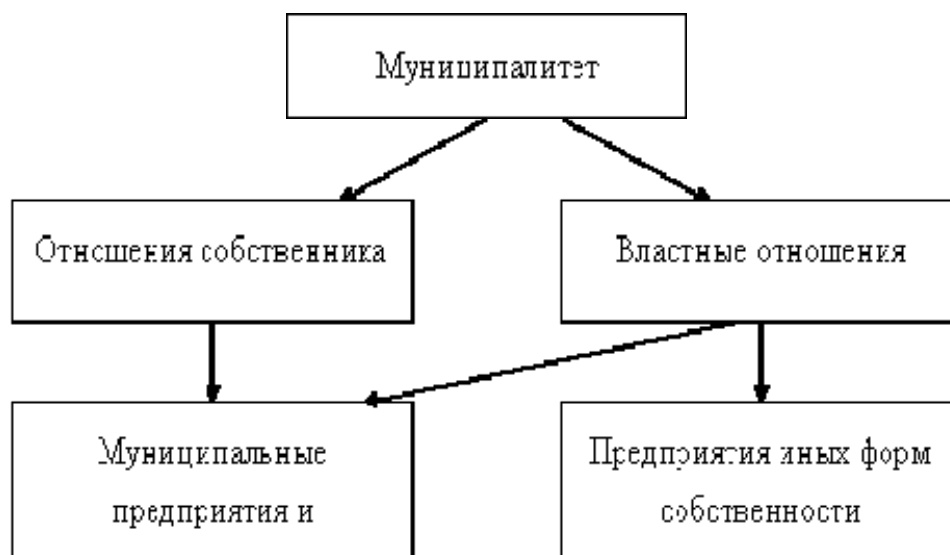 Муниципалитет
Отношения собственника
Властные отношения
Муниципальные
предприятия и
Предприятия иных форм
собственности